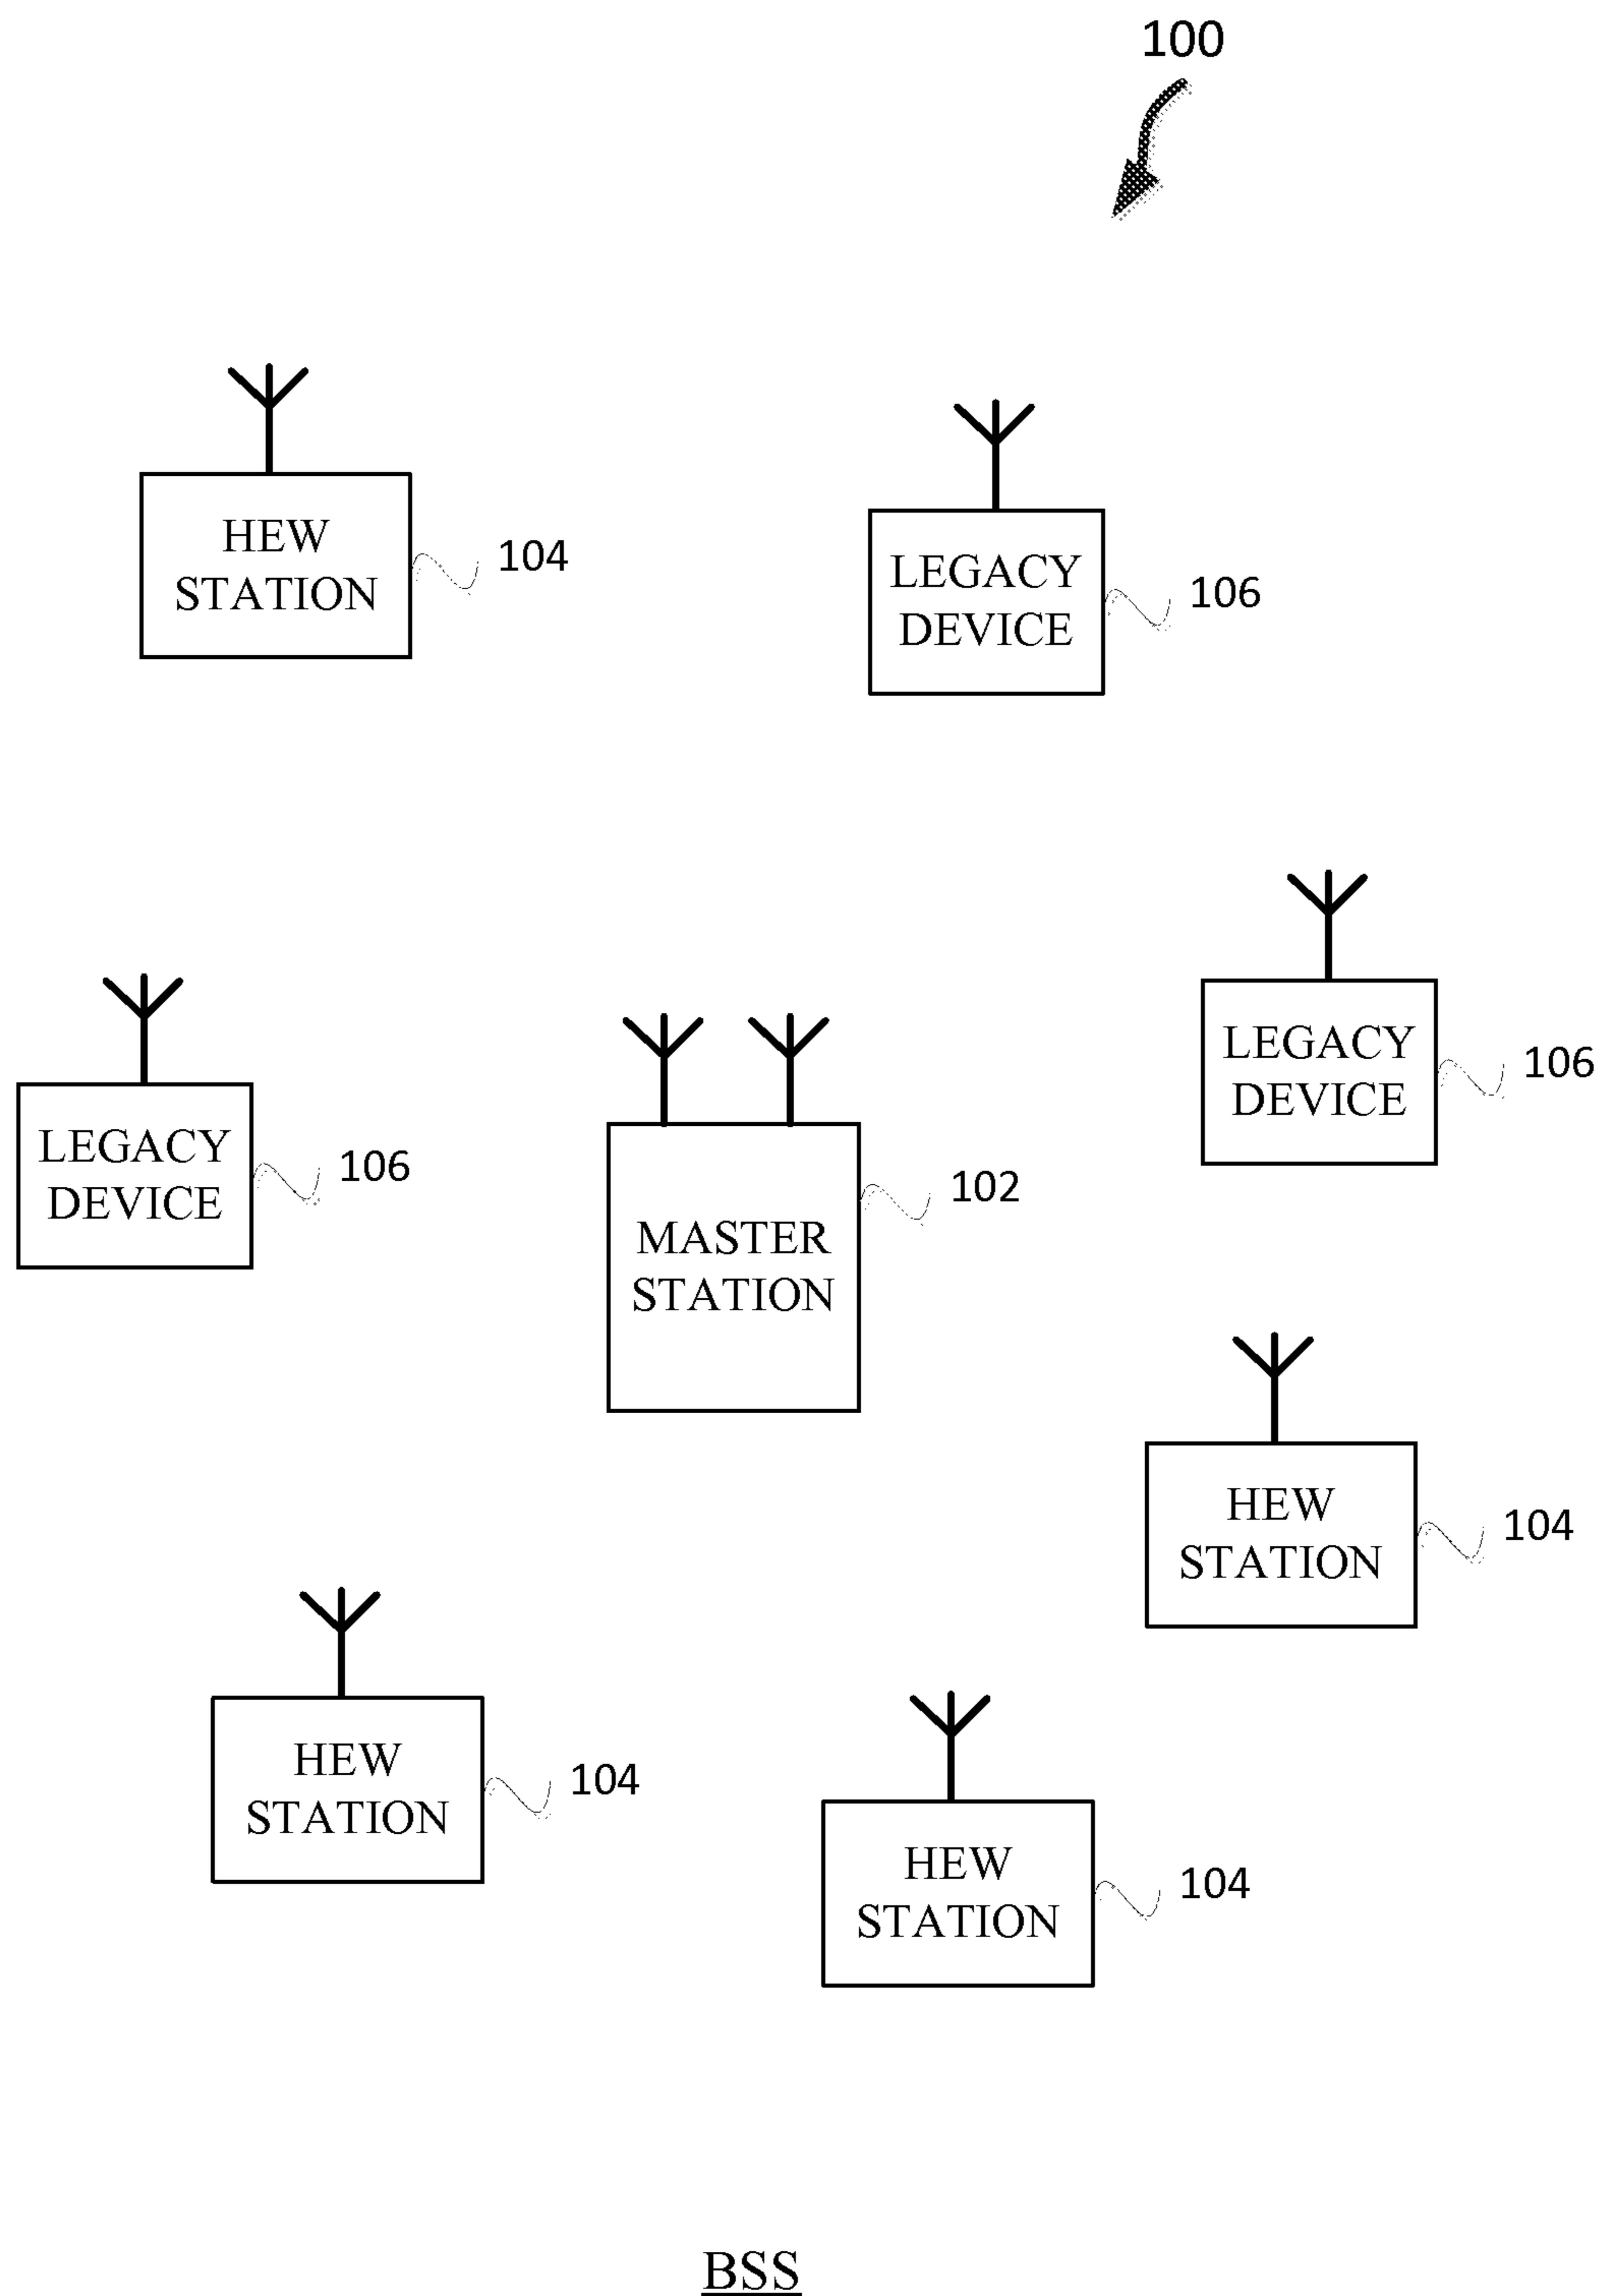 100
HEW
STATION
104
LEGACY
DEVICE
106
LEGACY
DEVICE
106
LEGACY
DEVICE
106
MASTER
STATION
102
HEW
STATION
104
HEW
STATION
104
HEW
STATION
104
BSS